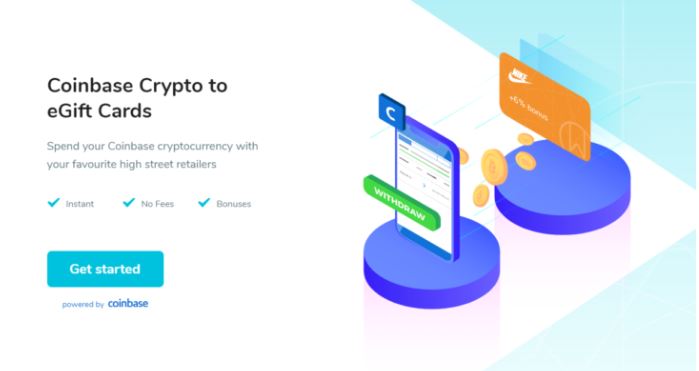 Coinbase Crypto to
eGift Cards
Spend your Coinbase cryptocurrency with
your favourite high street retailers
Instant No Fees Bonuses
Get started
powered by coinbase
C
WITHDRAW
NIKE
+6% bonus